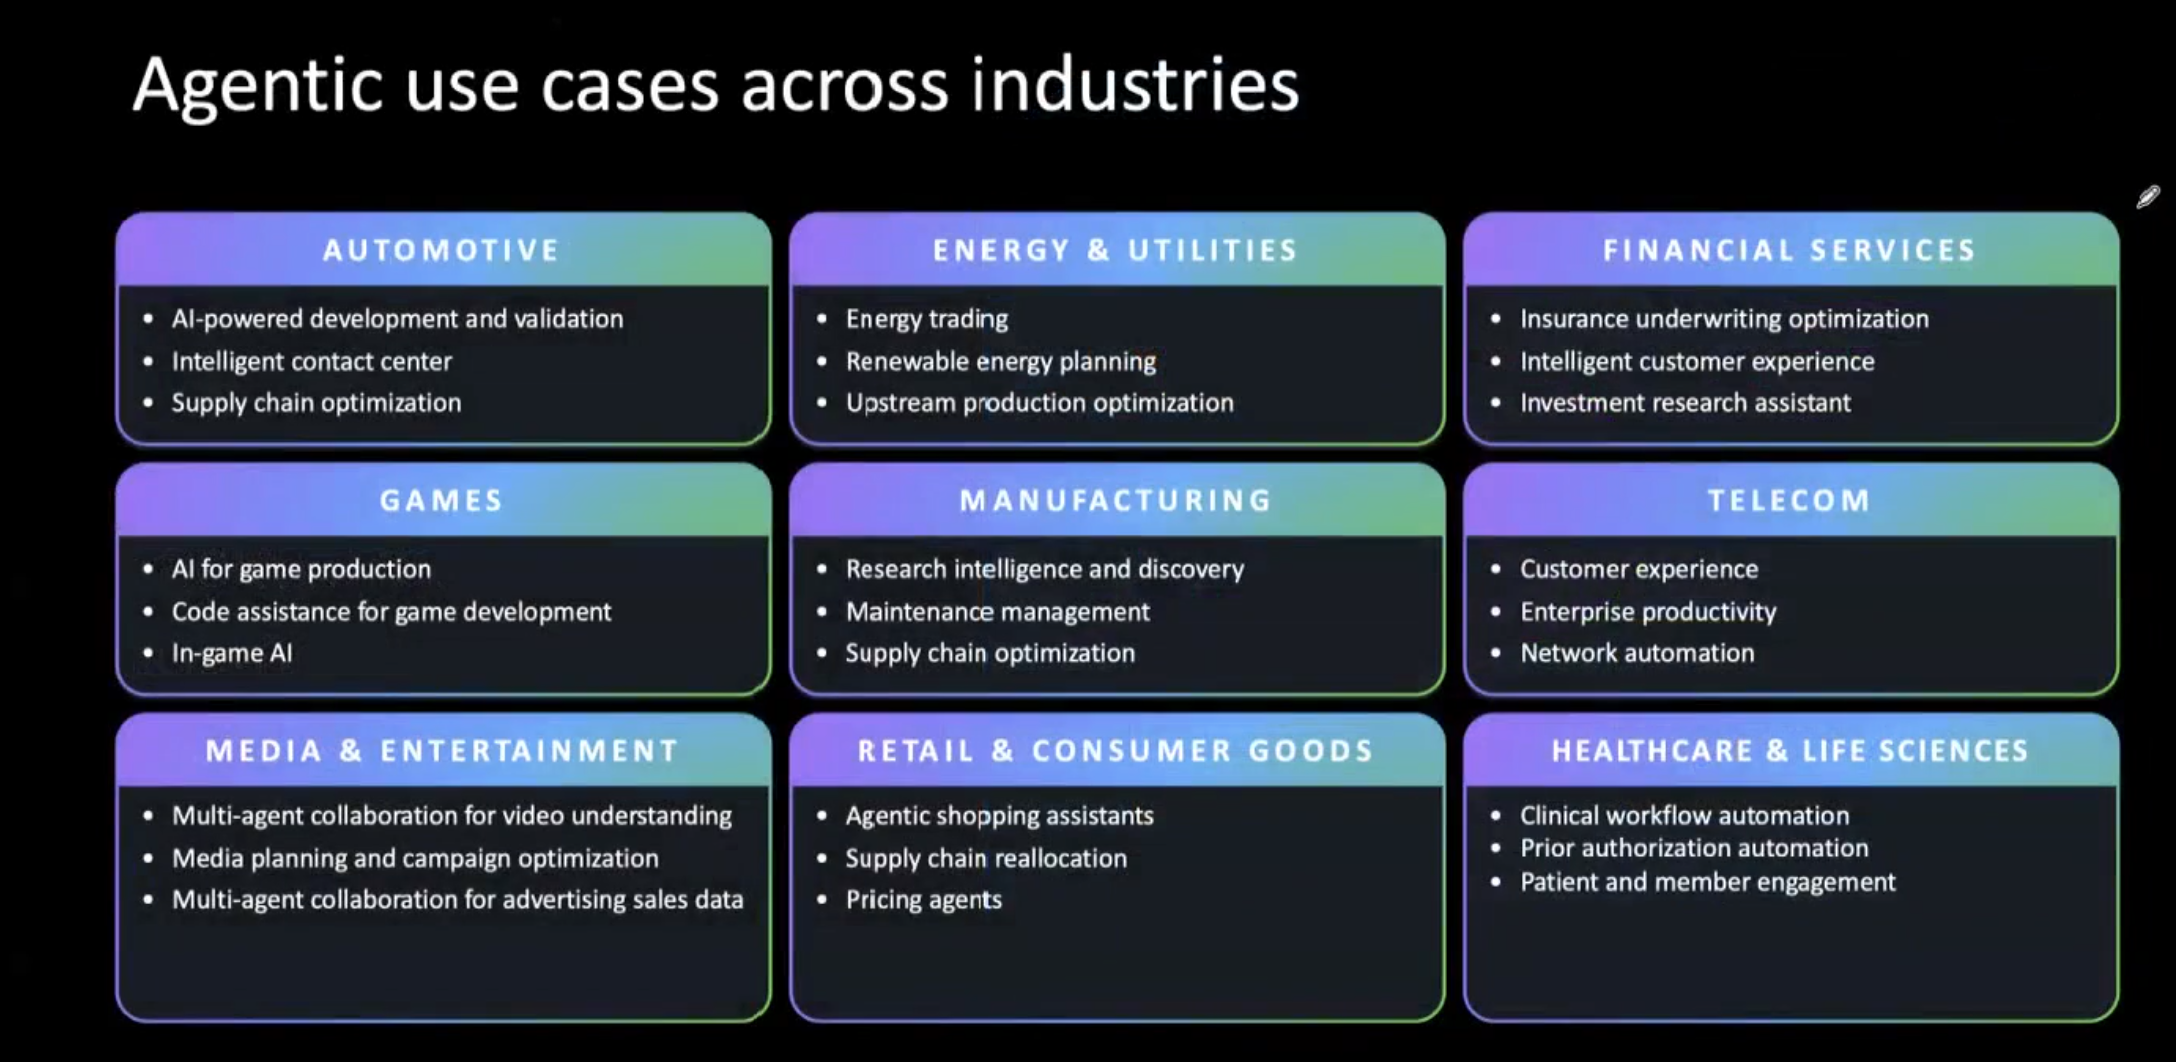 Agentic use cases across industries
AUTOMOTIVE
• AI-powered development and validation
• Intelligent contact center
• Supply chain optimization
ENERGY & UTILITIES
• Energy trading
• Renewable energy planning
• Upstream production optimization
FINANCIAL SERVICES
• Insurance underwriting optimization
• Intelligent customer experience
• Investment research assistant
GAMES
• AI for game production
• Code assistance for game development
• In-game AI
MANUFACTURING
• Research intelligence and discovery
• Maintenance management
• Supply chain optimization
TELECOM
• Customer experience
• Enterprise productivity
• Network automation
MEDIA & ENTERTAINMENT
• Multi-agent collaboration for video understanding
• Media planning and campaign optimization
• Multi-agent collaboration for advertising sales data
RETAIL & CONSUMER GOODS
• Agentic shopping assistants
• Supply chain reallocation
• Pricing agents
HEALTHCARE & LIFE SCIENCES
• Clinical workflow automation
• Prior authorization automation
• Patient and member engagement